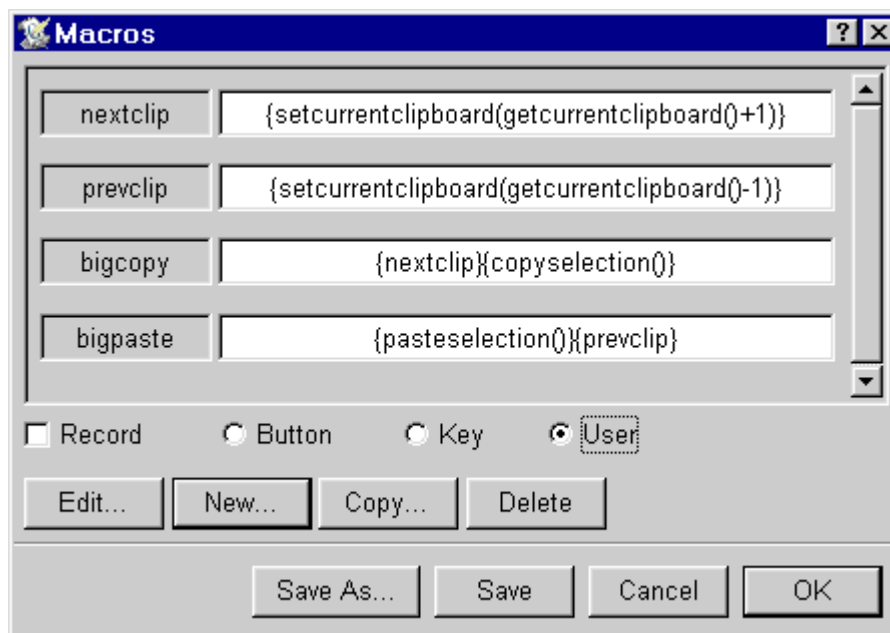 Macros
nextclip {setcurrentclipboard(getcurrentclipboard()+1)}
prevclip {setcurrentclipboard(getcurrentclipboard()-1)}
bigcopy {nextclip}{copyselection()}
bigpaste {pasteselection()}{prevclip}
Record Button Key User
Edit... New... Copy... Delete
Save As... Save Cancel OK